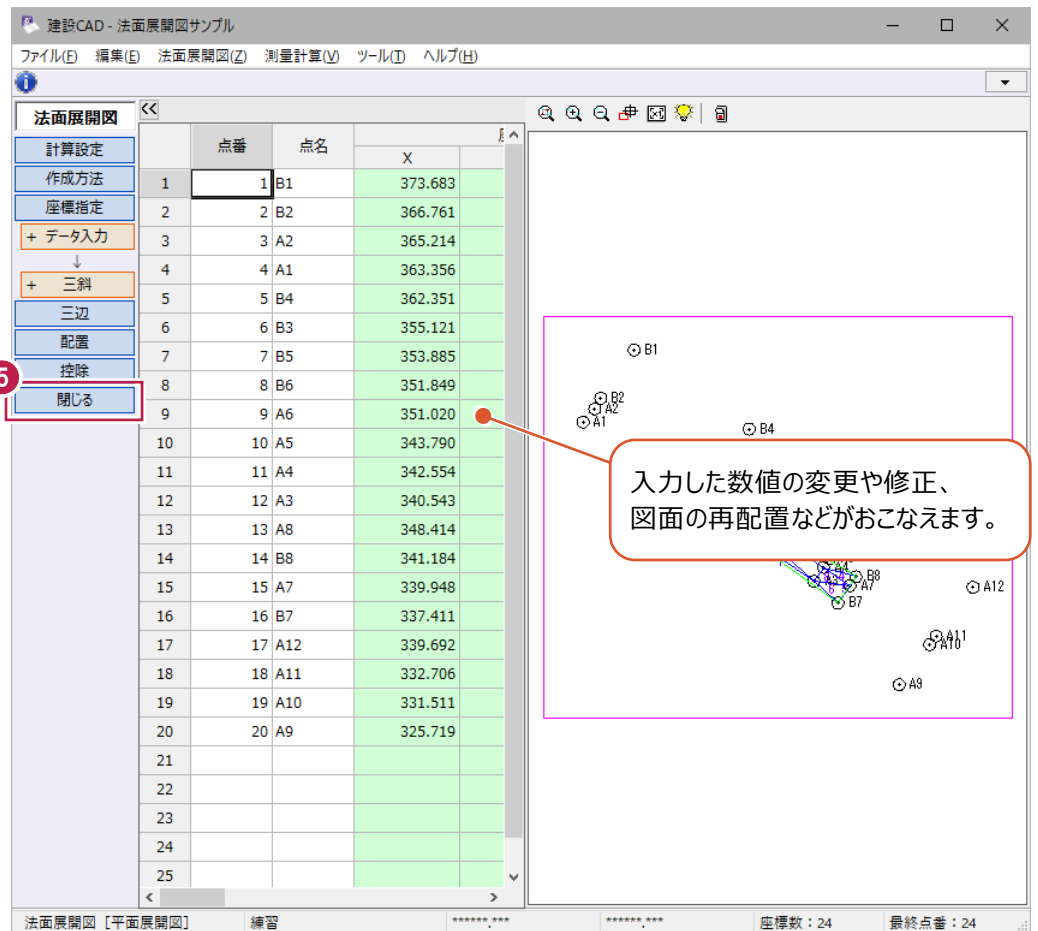 建設CAD - 法面展開図サンプル
ファイル(F) 編集(E) 法面展開図(Z) 測量計算(V) ツール(T) ヘルプ(H)
法面展開図
計算設定
作成方法
座標指定
+ データ入力
↓
+ 三斜
三辺
配置
控除
閉じる
5
点番 点名
X
1 1 B1 373.683
2 2 B2 366.761
3 3 A2 365.214
4 4 A1 363.356
5 5 B4 362.351
6 6 B3 355.121
7 7 B5 353.885
8 8 B6 351.849
9 9 A6 351.020
10 10 A5 343.790
11 11 A4 342.554
12 12 A3 340.543
13 13 A8 348.414
14 14 B8 341.184
15 15 A7 339.948
16 16 B7 337.411
17 17 A12 339.692
18 18 A11 332.706
19 19 A10 331.511
20 20 A9 325.719
21
22
23
24
25
B1
B2
A2
A1
B4
入力した数値の変更や修正、
図面の再配置などがおこなえます。
A4
A3
B8
A7
B7
A12
A11
A10
A9
法面展開図 [平面展開図] 練習 ******.*** ******.*** 座標数：24 最終点番：24